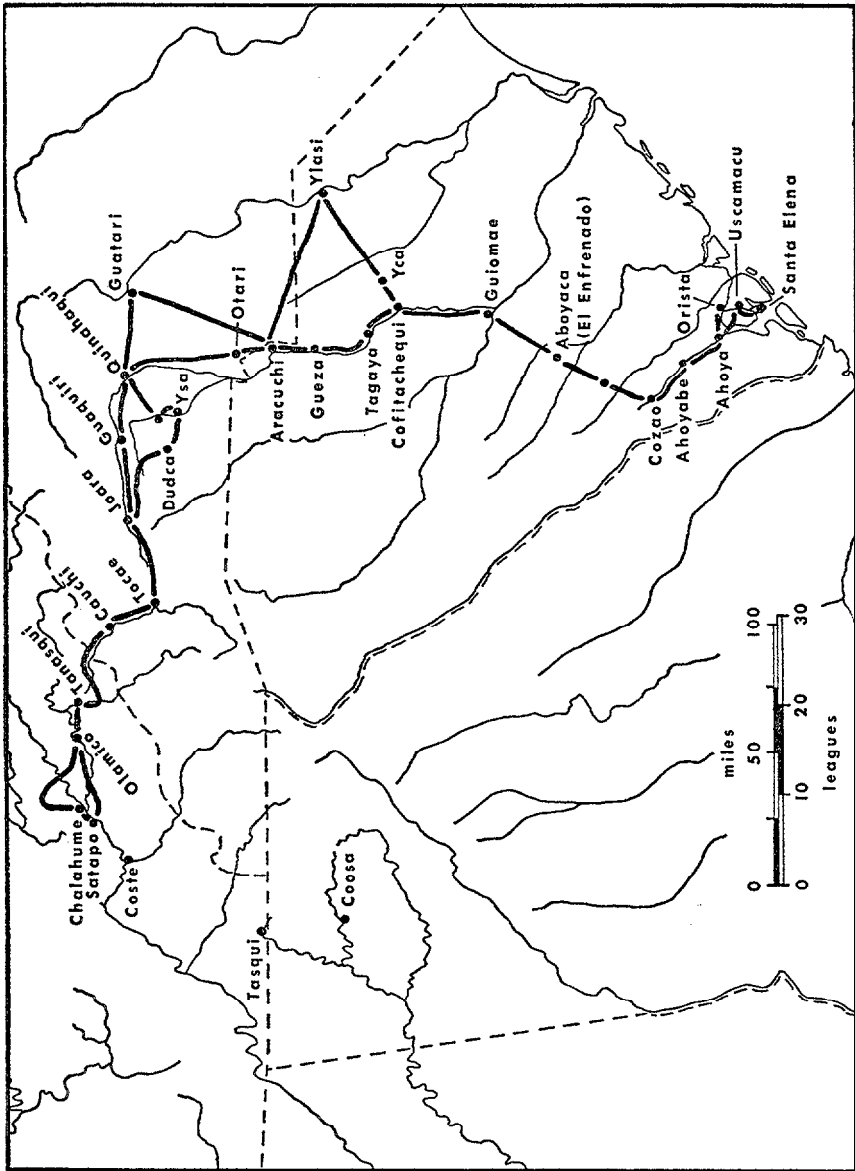 Guatari
Quinahaqui
Guaquiri
Joara
Cauchi
Tocae
Tanasqui
Olamico
Chalahume
Satapo
Coste
Tasqui
Coosa
Otari
Ysa
Dudca
Aracuchi
Gueza
Tagaya
Cofitachequi
Ylasi
Yca
Guiomae
Aboyaca
(El Enfrenado)
Cozao
Ahoyabe
Ahoya
Orista
Uscamacu
Santa Elena
miles
0
50
100
0
10
20
30
leagues